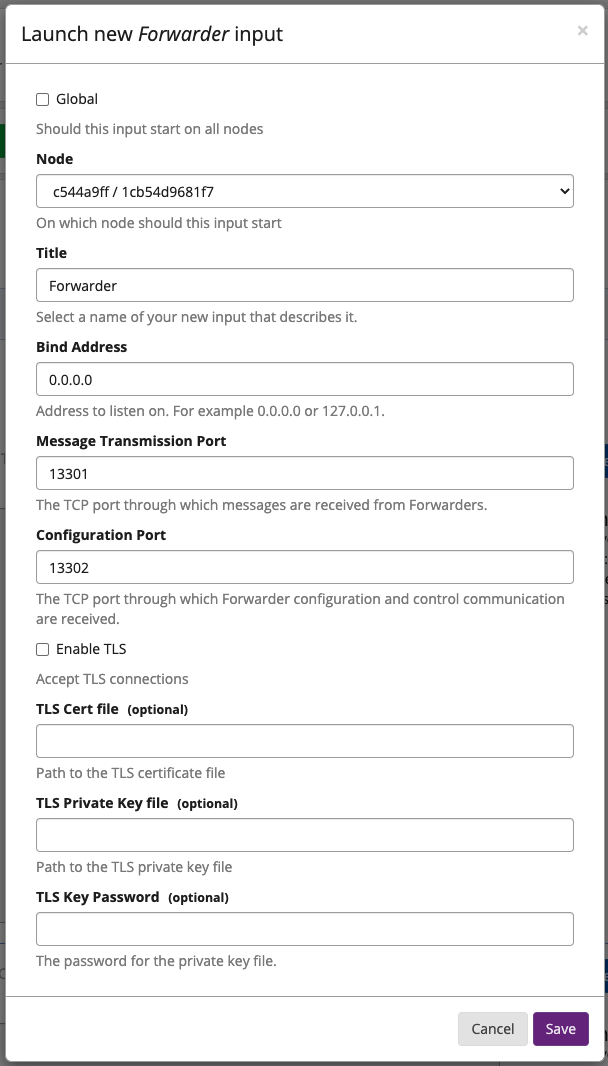 Launch new Forwarder input
×
Global
Should this input start on all nodes
Node
c544a9ff / 1cb54d9681f7
On which node should this input start
Title
Forwarder
Select a name of your new input that describes it.
Bind Address
0.0.0.0
Address to listen on. For example 0.0.0.0 or 127.0.0.1.
Message Transmission Port
13301
The TCP port through which messages are received from Forwarders.
Configuration Port
13302
The TCP port through which Forwarder configuration and control communication
are received.
Enable TLS
Accept TLS connections
TLS Cert file (optional)
Path to the TLS certificate file
TLS Private Key file (optional)
Path to the TLS private key file
TLS Key Password (optional)
The password for the private key file.
Cancel Save